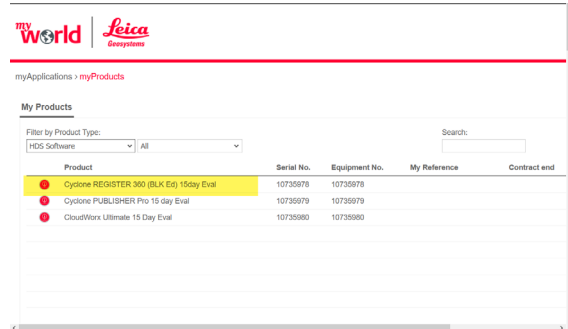 my
World
Leica
Geosystems
myApplications › myProducts
My Products
Filter by Product Type:
Search:
HDS Software
All
Product Serial No. Equipment No. My Reference Contract end
Cyclone REGISTER 360 (BLK Ed) 15day Eval 10735978 10735978
Cyclone PUBLISHER Pro 15 day Eval 10735979 10735979
CloudWorx Ultimate 15 Day Eval 10735980 10735980